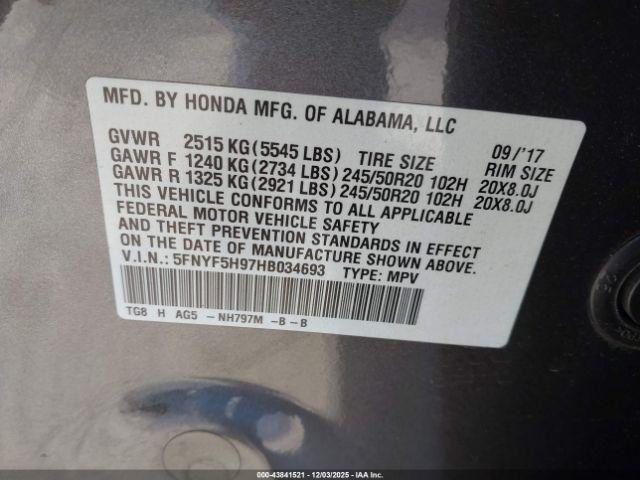 MFD. BY HONDA MFG. OF ALABAMA, LLC
GVWR 2515 KG(5545 LBS) TIRE SIZE 09/'17 RIM SIZE
GAWR F 1240 KG(2734 LBS) 245/50R20 102H 20X8.0J
GAWR R 1325 KG(2921 LBS) 245/50R20 102H 20X8.0J
THIS VEHICLE CONFORMS TO ALL APPLICABLE
FEDERAL MOTOR VEHICLE SAFETY
AND THEFT PREVENTION STANDARDS IN EFFECT
ON THE DATE OF MANUFACTURE SHOWN ABOVE.
V.I.N.: 5FNYF5H97HB034693 TYPE: MPV
TG8 H AG5 - NH797M -B-B
000-43841521 | 12/03/2025 | IAAI.COM